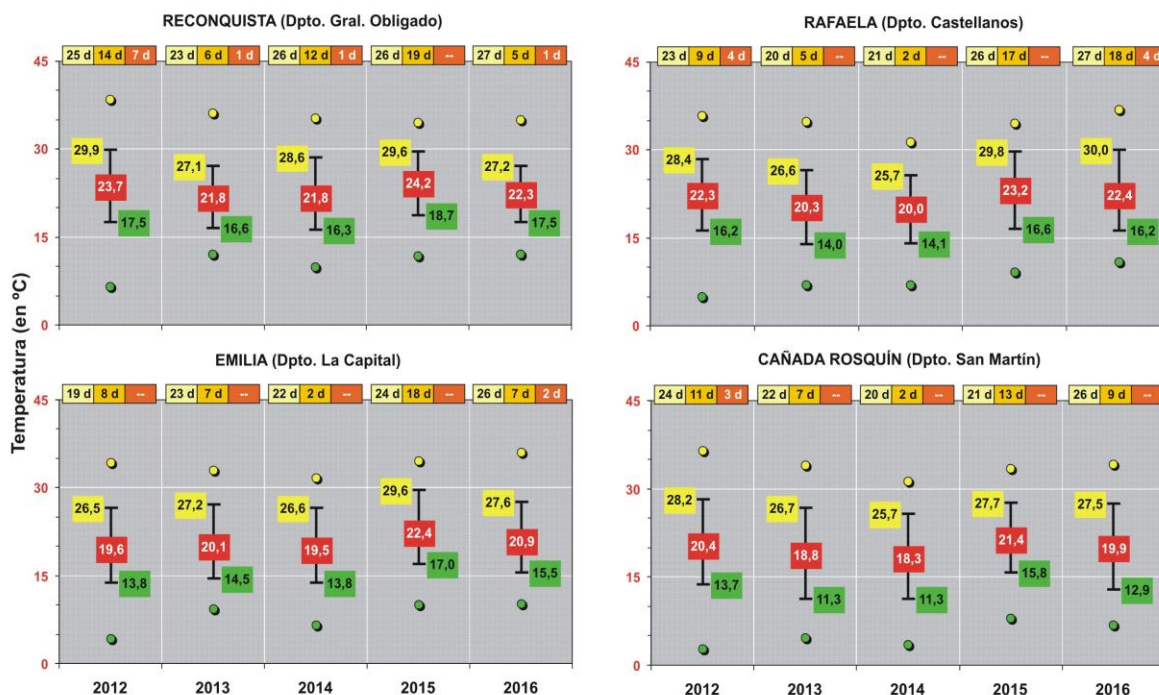 RECONQUISTA (Dpto. Gral. Obligado)
25 d 14 d 7 d 23 d 6 d 1 d 26 d 12 d 1 d 26 d 19 d -- 27 d 5 d 1 d
45
30
15
0
29,9 23,7 17,5
27,1 21,8 16,6
28,6 21,8 16,3
29,6 24,2 18,7
27,2 22,3 17,5
RAFAELA (Dpto. Castellanos)
23 d 9 d 4 d 20 d 5 d -- 21 d 2 d -- 26 d 17 d -- 27 d 18 d 4 d
45
30
15
0
28,4 22,3 16,2
26,6 20,3 14,0
25,7 20,0 14,1
29,8 23,2 16,6
30,0 22,4 16,2
Temperatura (en ºC)
EMILIA (Dpto. La Capital)
19 d 8 d -- 23 d 7 d -- 22 d 2 d -- 24 d 18 d -- 26 d 7 d 2 d
45
30
15
0
26,5 19,6 13,8
27,2 20,1 14,5
26,6 19,5 13,8
29,6 22,4 17,0
27,6 20,9 15,5
2012 2013 2014 2015 2016
CAÑADA ROSQUÍN (Dpto. San Martín)
24 d 11 d 3 d 22 d 7 d -- 20 d 2 d -- 21 d 13 d -- 26 d 9 d --
45
30
15
0
28,2 20,4 13,7
26,7 18,8 11,3
25,7 18,3 11,3
27,7 21,4 15,8
27,5 19,9 12,9
2012 2013 2014 2015 2016